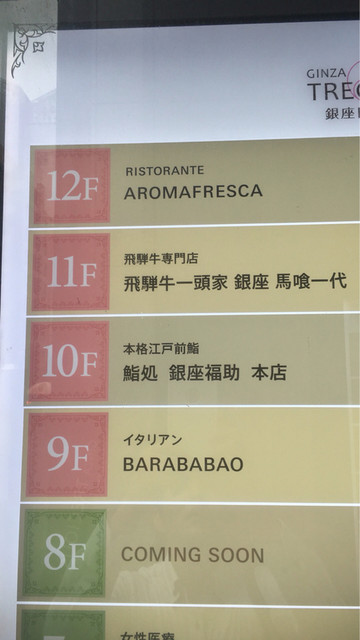 GINZA
銀座
12F
RISTORANTE
AROMAFRESCA
11F
飛騨牛専門店
飛騨牛一頭家 銀座 馬喰一代
10F
本格江戸前鮨
鮨処 銀座福助 本店
9F
イタリアン
BARABABAO
8F
COMING SOON
女性医療